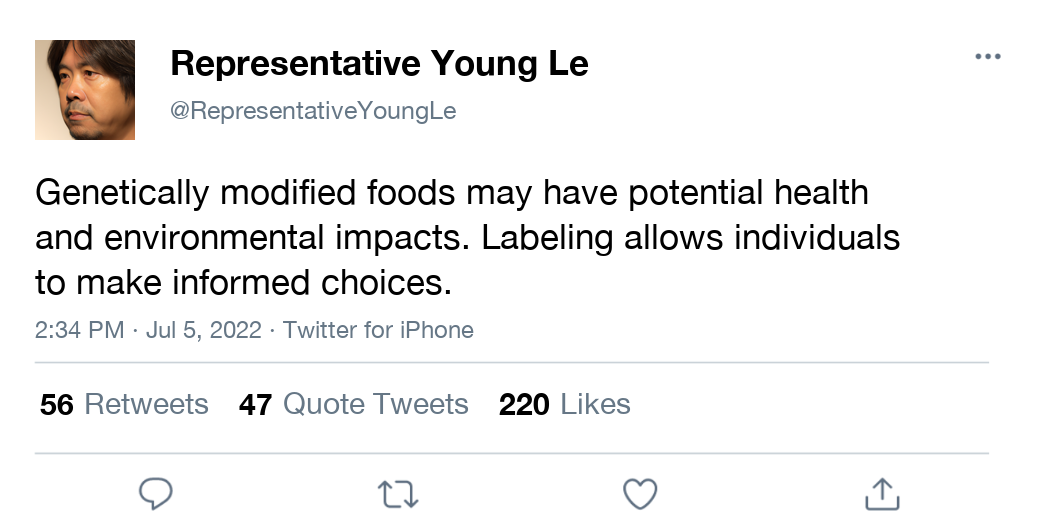 Representative Young Le
@RepresentativeYoungLe
Genetically modified foods may have potential health
and environmental impacts. Labeling allows individuals
to make informed choices.
2:34 PM · Jul 5, 2022 · Twitter for iPhone
56 Retweets 47 Quote Tweets 220 Likes